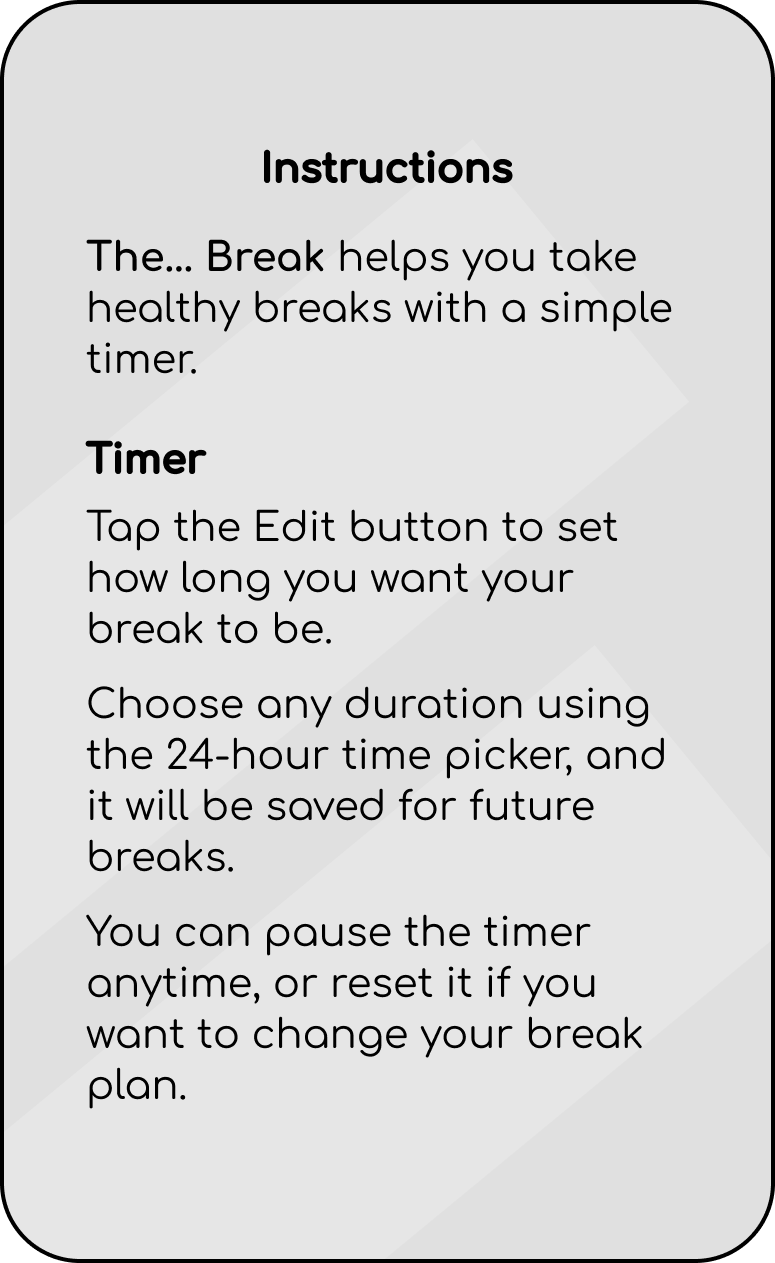 Instructions
The... Break helps you take
healthy breaks with a simple
timer.
Timer
Tap the Edit button to set
how long you want your
break to be.
Choose any duration using
the 24-hour time picker, and
it will be saved for future
breaks.
You can pause the timer
anytime, or reset it if you
want to change your break
plan.